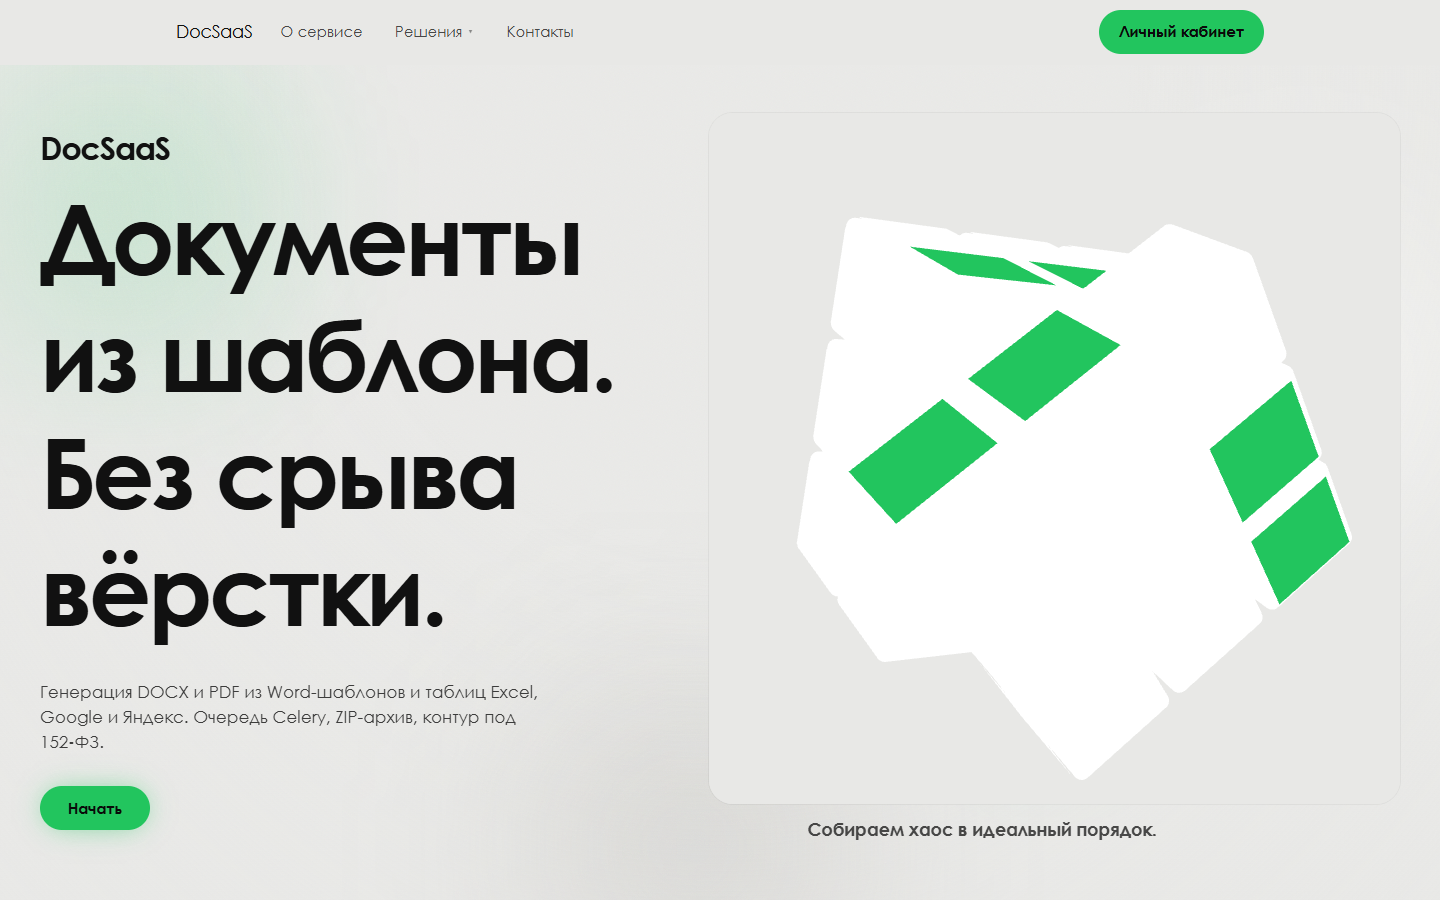 DocSaaS О сервисе Решения Контакты Личный кабинет
DocSaaS
Документы
из шаблона.
Без срыва
вёрстки.
Генерация DOCX и PDF из Word-шаблонов и таблиц Excel,
Google и Яндекс. Очередь Celery, ZIP-архив, контур под
152-ФЗ.
Начать
Собираем хаос в идеальный порядок.